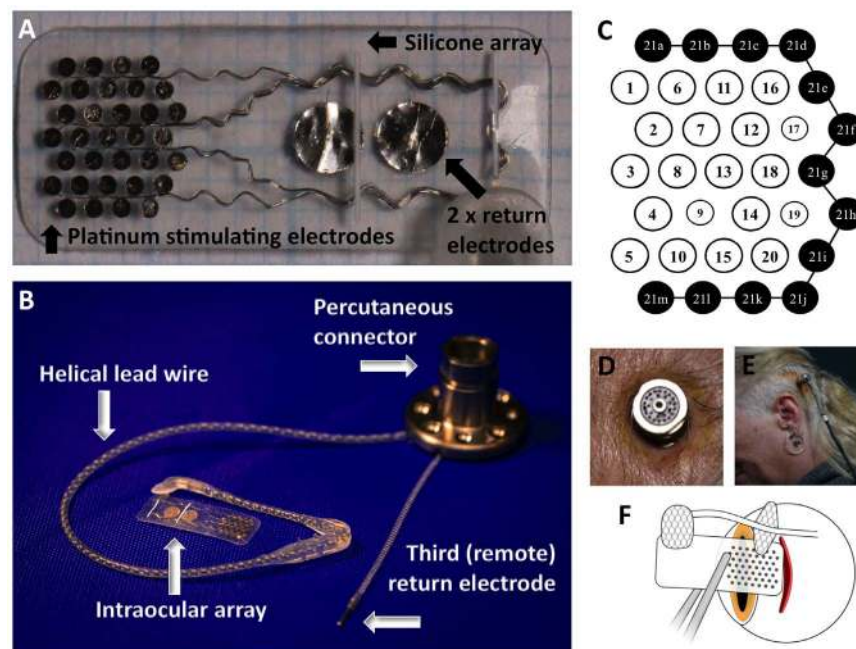 A
Silicone array
2 x return
electrodes
Platinum stimulating electrodes
B
Percutaneous
connector
Helical lead wire
Third (remote)
return electrode
Intraocular array
C
21a 21b 21c 21d
1 6 11 16 21e
2 7 12 17 21f
3 8 13 18 21g
4 9 14 19 21h
5 10 15 20 21i
21m 21l 21k 21j
D
E
F